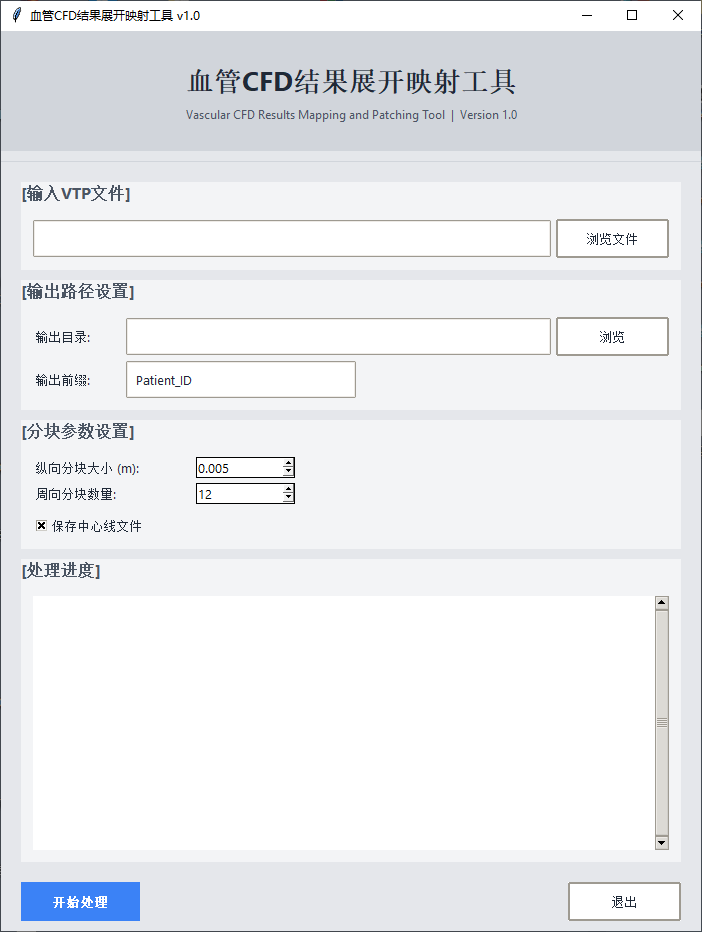 血管CFD结果展开映射工具 v1.0
血管CFD结果展开映射工具
Vascular CFD Results Mapping and Patching Tool | Version 1.0
[输入VTP文件]
浏览文件
[输出路径设置]
输出目录: 浏览
输出前缀: Patient_ID
[分块参数设置]
纵向分块大小 (m): 0.005
周向分块数量: 12
保存中心线文件
[处理进度]
开始处理 退出